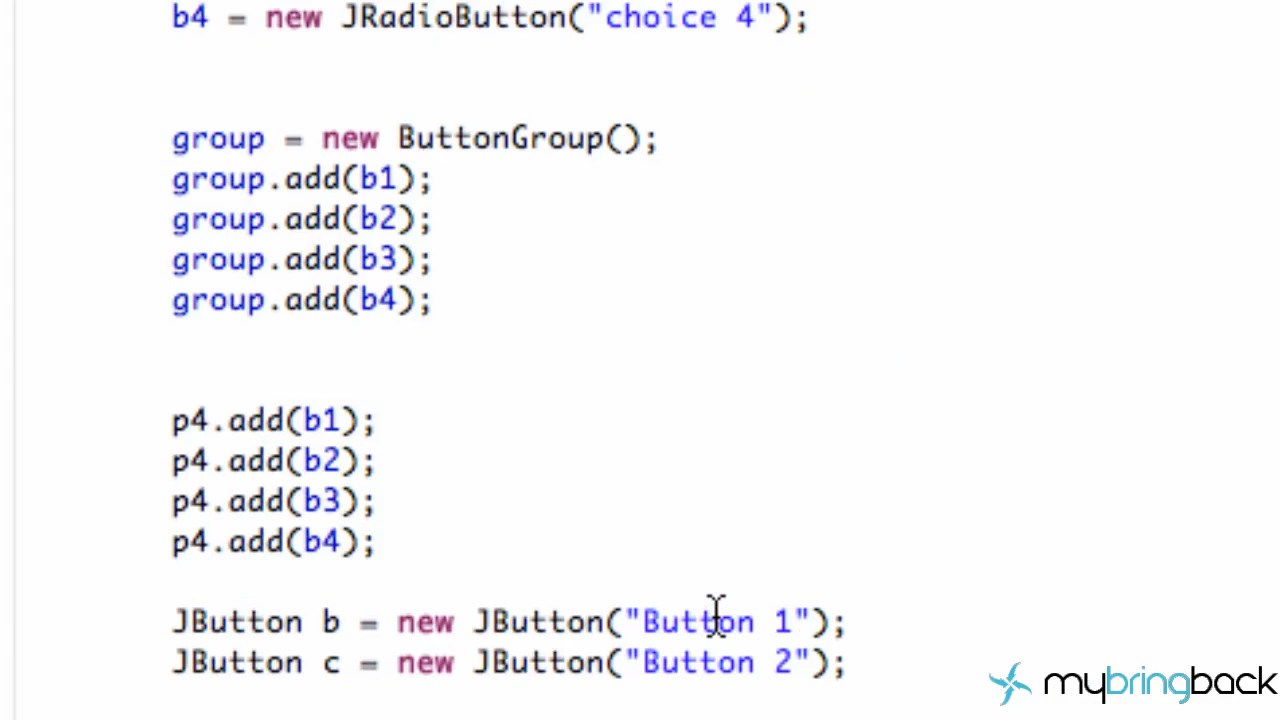 b4 = new JRadioButton("choice 4");
group = new ButtonGroup();
group.add(b1);
group.add(b2);
group.add(b3);
group.add(b4);
p4.add(b1);
p4.add(b2);
p4.add(b3);
p4.add(b4);
JButton b = new JButton("Button 1");
JButton c = new JButton("Button 2");
mybringback